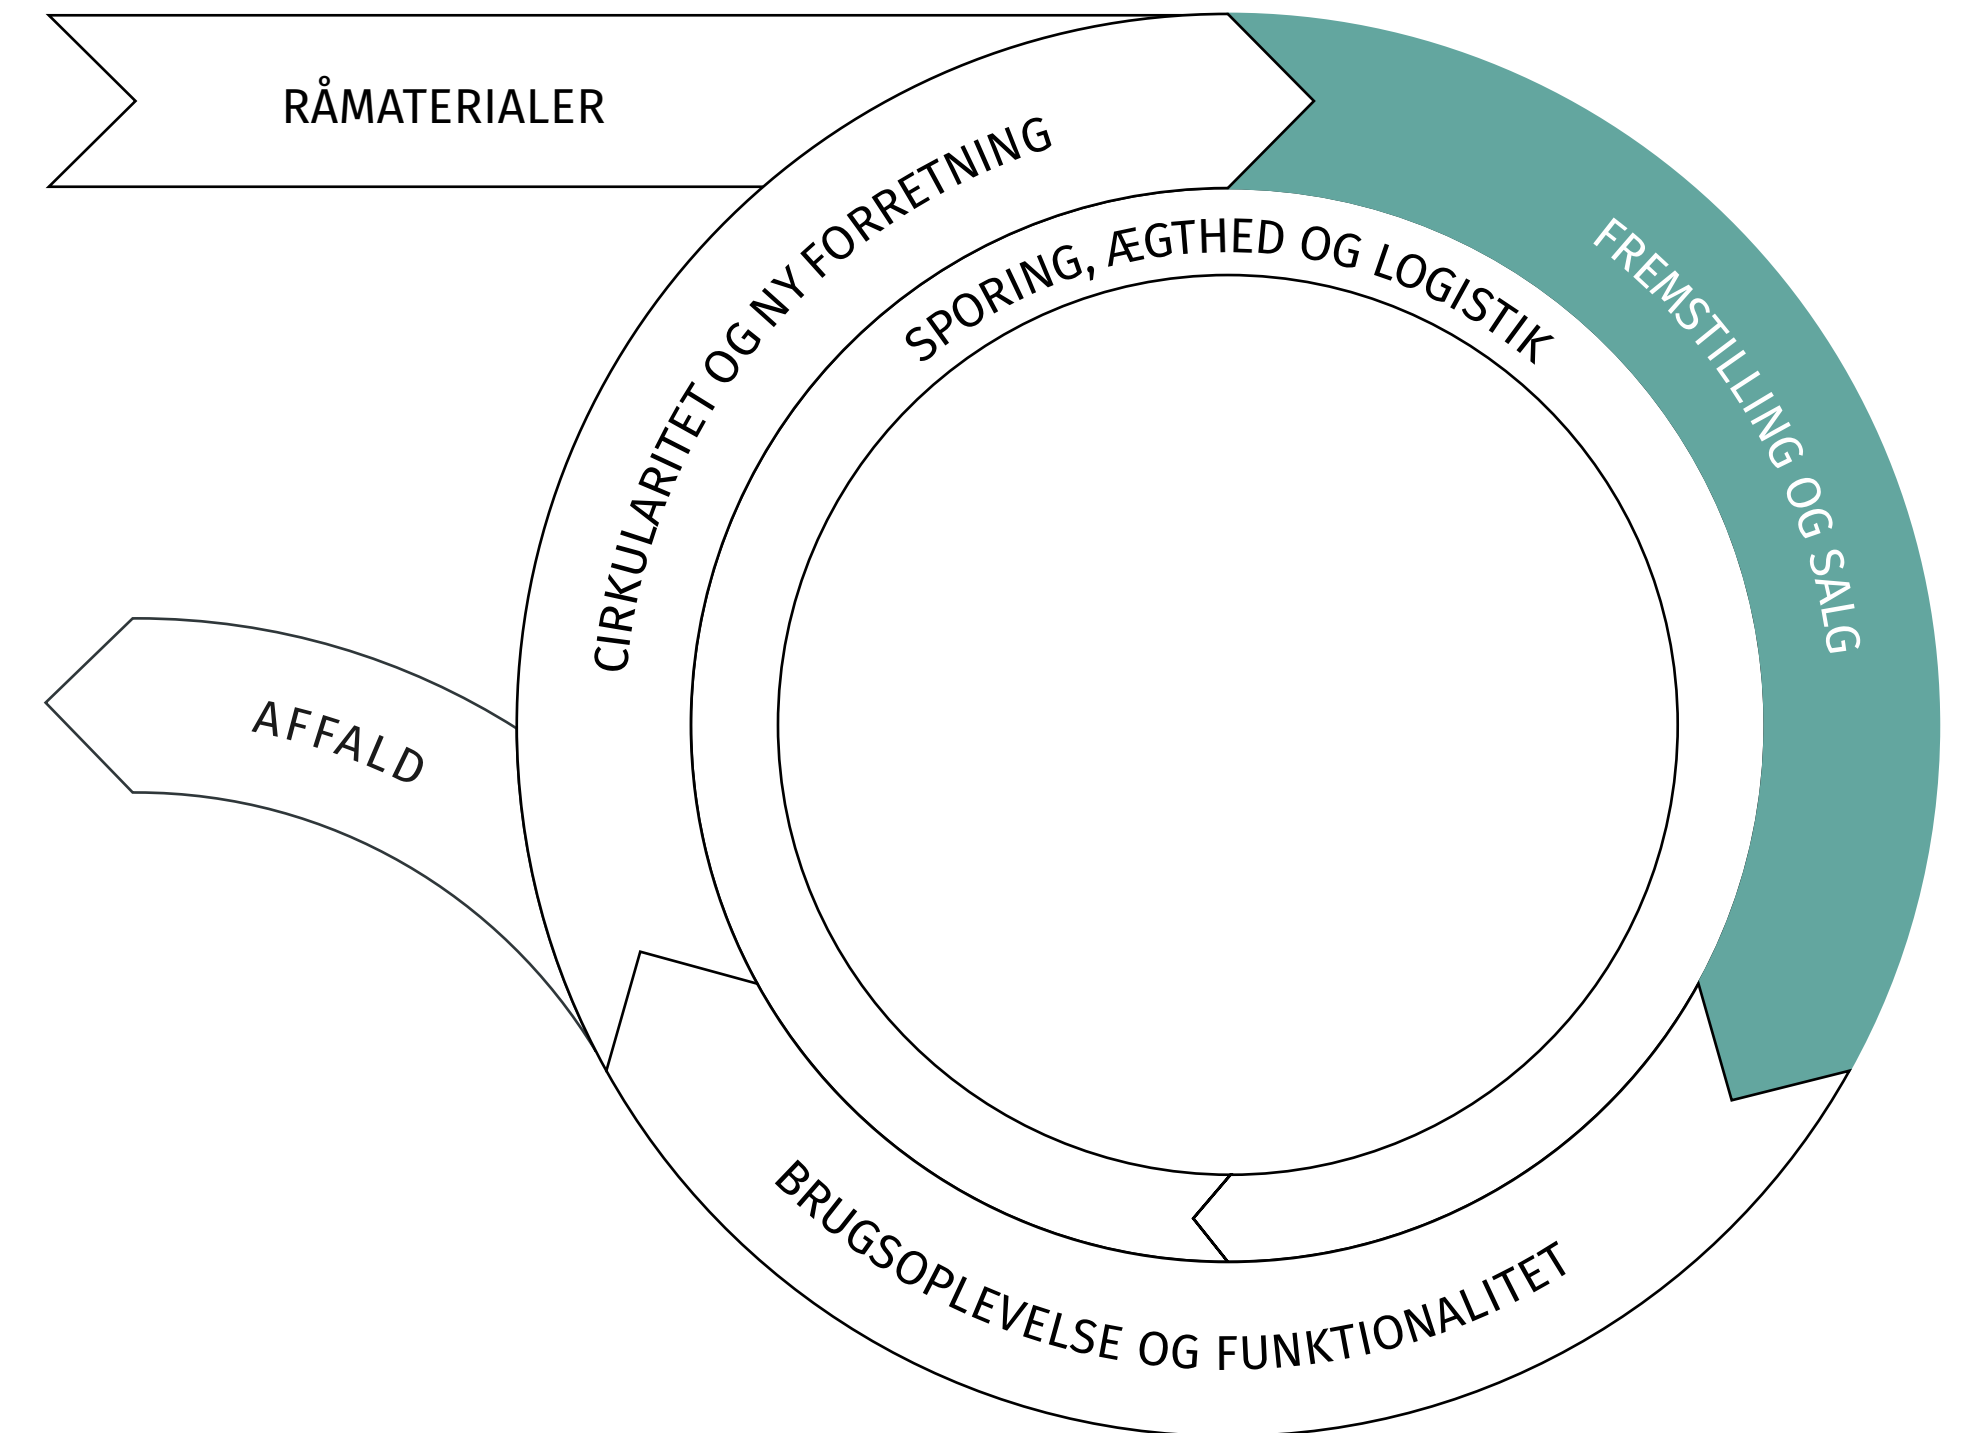 RÅMATERIALER
CIRKULARITET OG NY FORRETNING
SPORING, ÆGTHED OG LOGISTIK
FREMSTILLING OG SALG
AFFALD
BRUGSOPLEVELSE OG FUNKTIONALITET